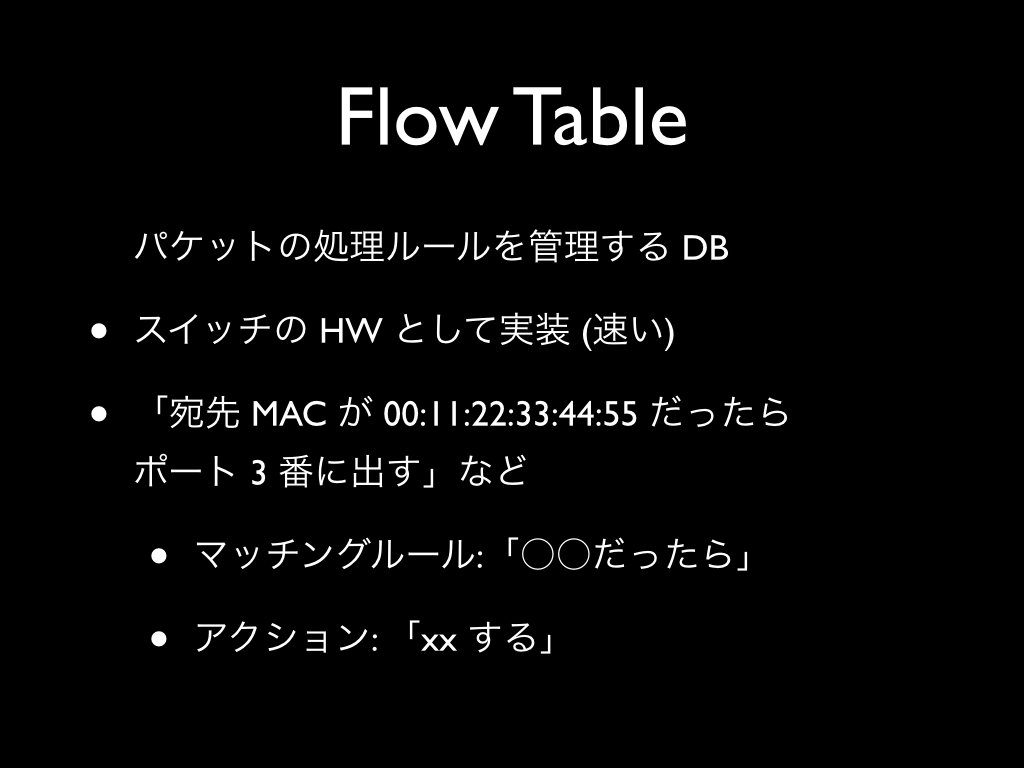 Flow Table
パケットの処理ルールを管理する DB
• スイッチの HW として実装 (速い)
• 「宛先 MAC が 00:11:22:33:44:55 だったら
ポート 3 番に出す」など
• マッチングルール:「○○だったら」
• アクション: 「xx する」